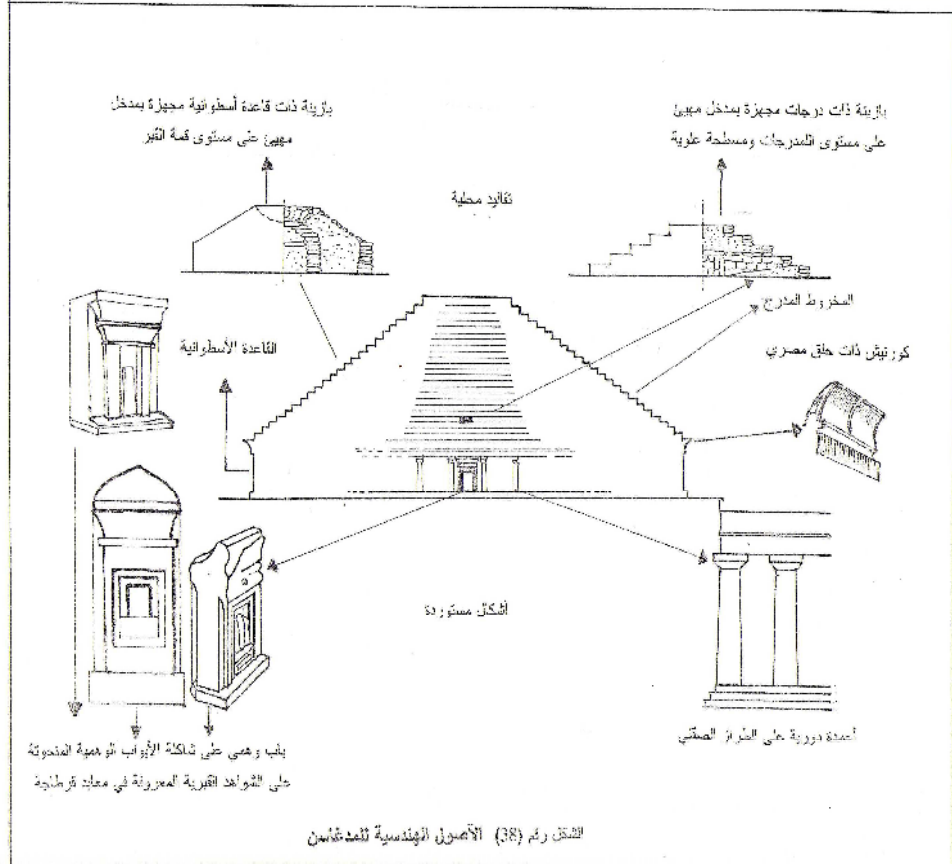 بازينة ذات درجات مجهزة بمدخل مهيئ
على مستوى المدرجات ومسطحة علوية
بازينة ذات قاعدة أسطوانية مجهزة بمدخل
مهيئ على مستوى قمة القبر
تقاليد محلية
المخروط المدرج
القاعدة الأسطوانية
كورنيش ذات حلق مصري
أشكال مستوردة
أعمدة دورية على الطراز الصقلي
باب وهمي على شاكلة الأبواب الوهمية المنحوتة
على الشواهد القبرية المعروفة في معابد قرطاجة
الشكل رقم (38) الأصول الهندسية للمدغاسن